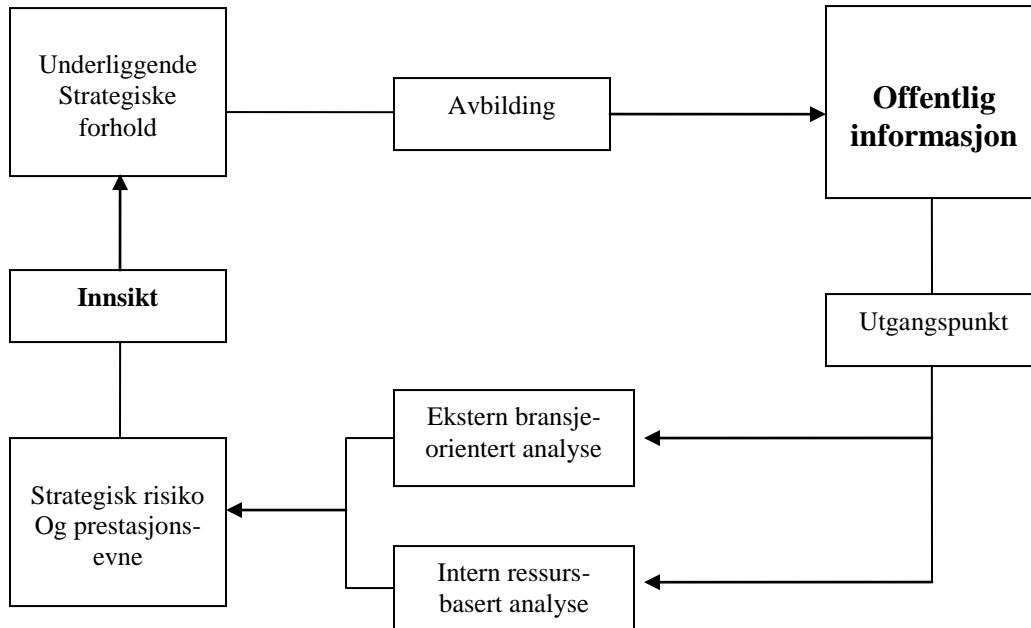 Underliggende
Strategiske
forhold
Avbilding
Offentlig
informasjon
Innsikt
Utgangspunkt
Ekstern bransje-
orientert analyse
Strategisk risiko
Og prestasjons-
evne
Intern ressurs-
basert analyse